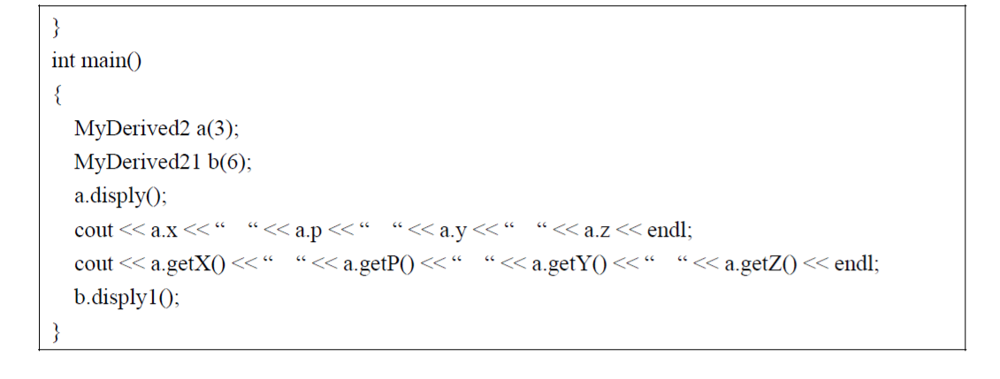 }
int main()
{
MyDerived2 a(3);
MyDerived21 b(6);
a.disply();
cout << a.x << “ “ << a.p << “ “ << a.y << “ “ << a.z << endl;
cout << a.getX() << “ “ << a.getP() << “ “ << a.getY() << “ “ << a.getZ() << endl;
b.disply1();
}